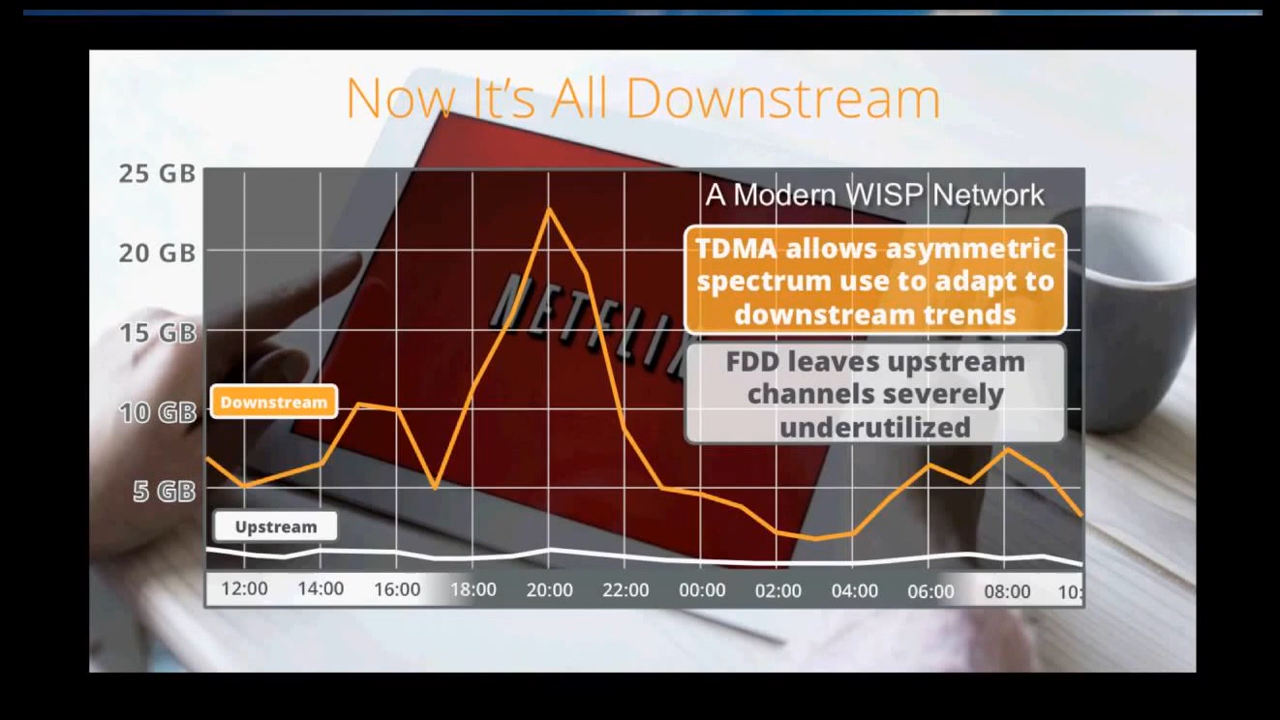 Now It's All Downstream
25 GB
20 GB
15 GB
10 GB
5 GB
A Modern WISP Network
TDMA allows asymmetric
spectrum use to adapt to
downstream trends
FDD leaves upstream
channels severely
underutilized
NETFLIX
Downstream
Upstream
12:00 14:00 16:00 18:00 20:00 22:00 00:00 02:00 04:00 06:00 08:00 10: